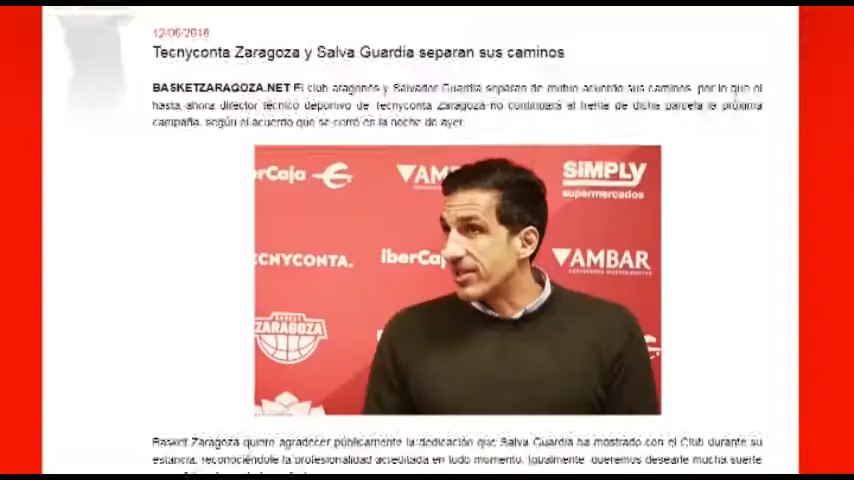 12/06/2018
Tecnyconta Zaragoza y Salva Guardia separan sus caminos
BASKETZARAGOZA.NET El club aragonés y Salvador Guardia separan de mutuo acuerdo sus caminos, por lo que el
hasta ahora director técnico deportivo de Tecnyconta Zaragoza no continuará al frente de dicha parcela la próxima
campaña, según el acuerdo que se cerró en la noche de ayer.
erCaja
AMB
SiMPLY
supermercados
ECNYCONTA.
iberCaj
AMBAR
BASKET
ZARAGOZA
Basket Zaragoza quiere agradecer públicamente la dedicación que Salva Guardia ha mostrado con el Club durante su
estancia, reconociéndole la profesionalidad acreditada en todo momento. Igualmente, queremos desearle mucha suerte